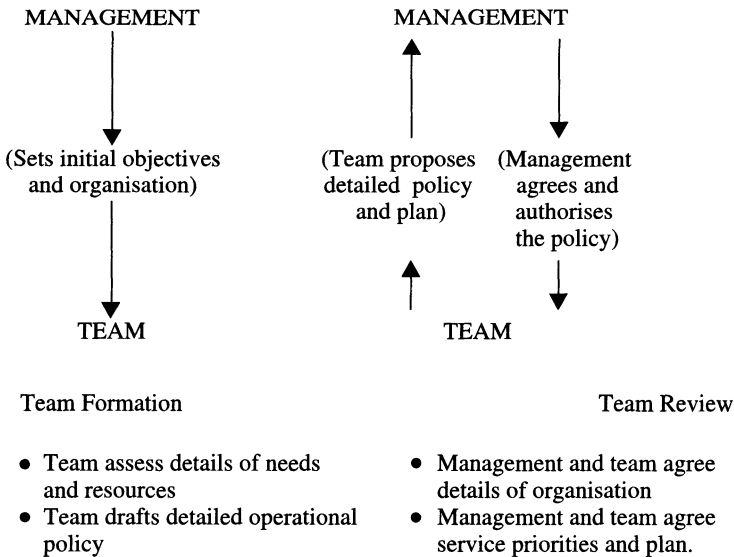 MANAGEMENT
(Sets initial objectives
and organisation)
TEAM
MANAGEMENT
(Team proposes
detailed policy
and plan)
(Management
agrees and
authorises
the policy)
TEAM
Team Formation
● Team assess details of needs
and resources
● Team drafts detailed operational
policy
Team Review
● Management and team agree
details of organisation
● Management and team agree
service priorities and plan.